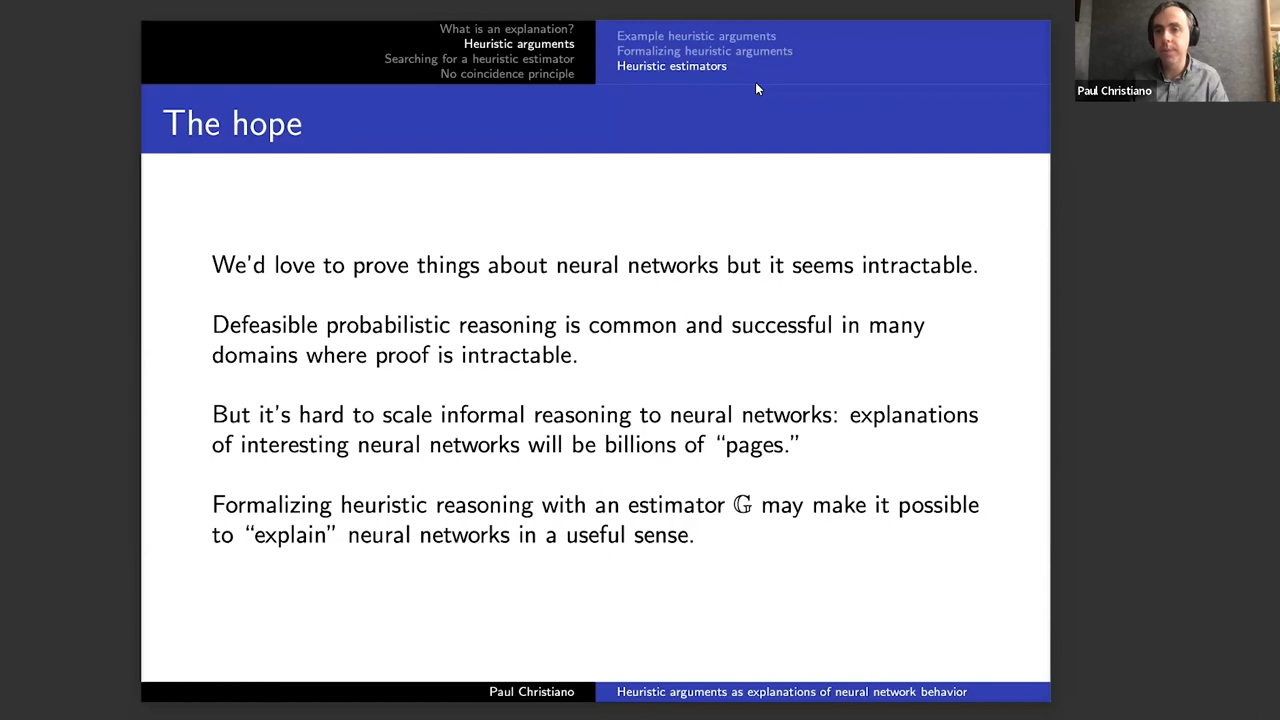 What is an explanation?
Heuristic arguments
Searching for a heuristic estimator
No coincidence principle
Example heuristic arguments
Formalizing heuristic arguments
Heuristic estimators
Paul Christiano
The hope
We'd love to prove things about neural networks but it seems intractable.
Defeasible probabilistic reasoning is common and successful in many
domains where proof is intractable.
But it's hard to scale informal reasoning to neural networks: explanations
of interesting neural networks will be billions of “pages.”
Formalizing heuristic reasoning with an estimator 𝔾 may make it possible
to “explain” neural networks in a useful sense.
Paul Christiano
Heuristic arguments as explanations of neural network behavior